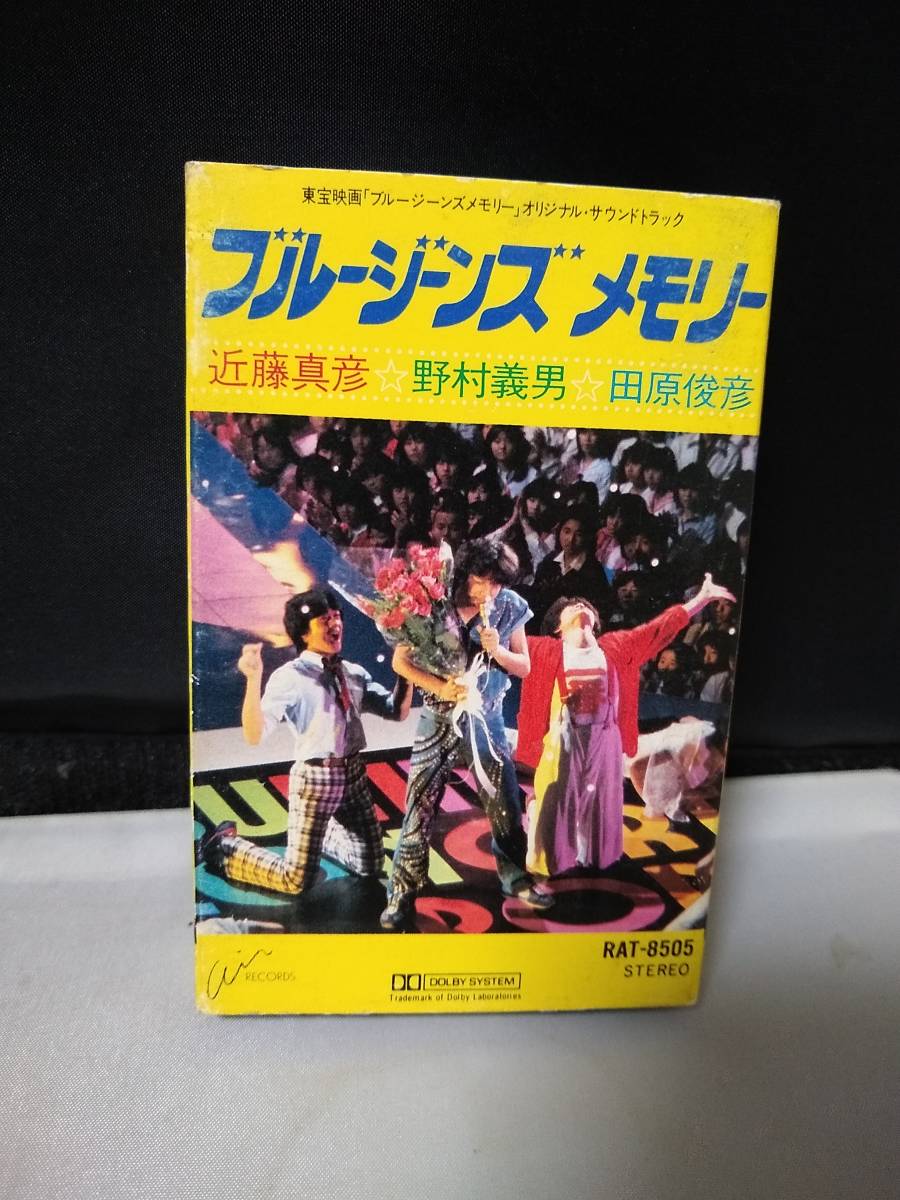 東宝映画「ブルージーンズメモリー」オリジナル・サウンドトラック
ブルージーンズ メモリー
近藤真彦☆野村義男☆田原俊彦
RAT-8505
STEREO
air RECORDS
DOLBY SYSTEM
Trademark of Dolby Laboratories